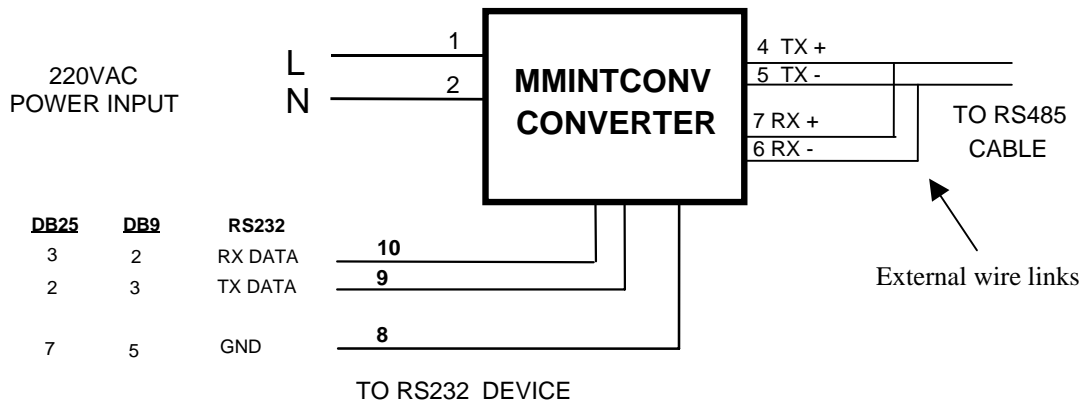 1
4 TX +
L
220VAC
POWER INPUT
2
N
MMINTCONV
CONVERTER
5 TX -
7 RX +
6 RX -
TO RS485
CABLE
External wire links
DB25 DB9 RS232
3 2 RX DATA 10
2 3 TX DATA 9
7 5 GND 8
TO RS232 DEVICE